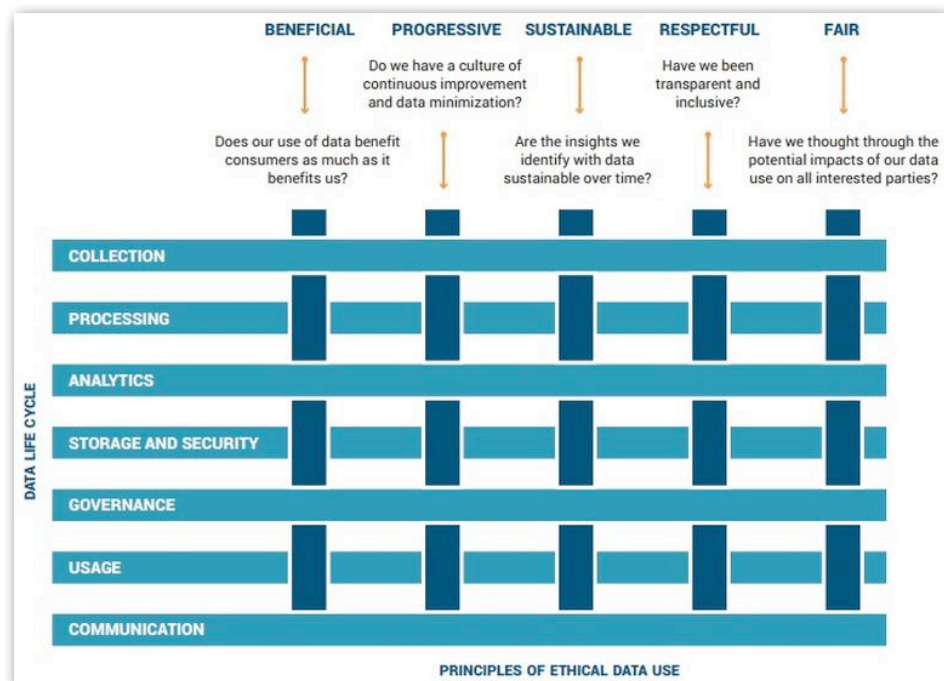 BENEFICIAL PROGRESSIVE SUSTAINABLE RESPECTFUL FAIR
Do we have a culture of
continuous improvement
and data minimization?
Have we been
transparent and
inclusive?
Does our use of data benefit
consumers as much as it
benefits us?
Are the insights we
identify with data
sustainable over time?
Have we thought through the
potential impacts of our data
use on all interested parties?
COLLECTION
PROCESSING
ANALYTICS
STORAGE AND SECURITY
GOVERNANCE
USAGE
COMMUNICATION
DATA LIFE CYCLE
PRINCIPLES OF ETHICAL DATA USE